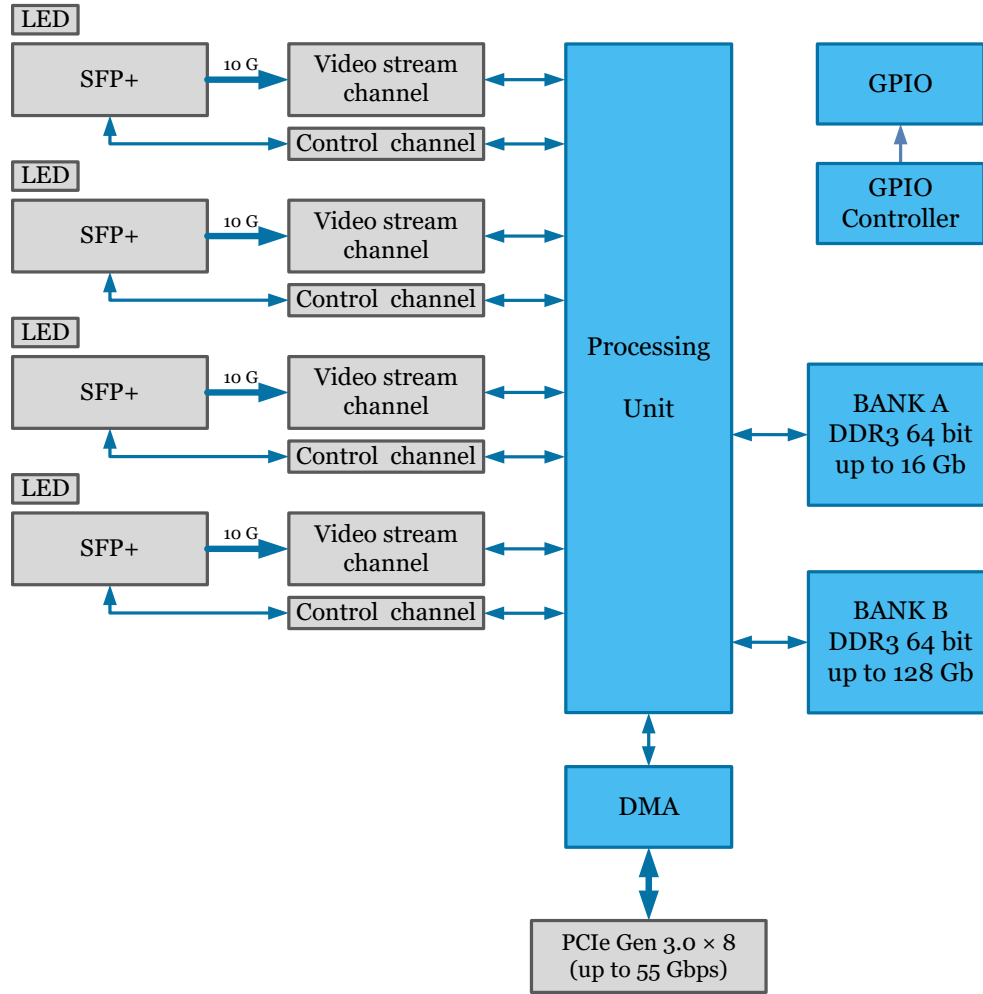 LED
SFP+
10 G
Video stream
channel
Control channel
LED
SFP+
10 G
Video stream
channel
Control channel
LED
SFP+
10 G
Video stream
channel
Control channel
LED
SFP+
10 G
Video stream
channel
Control channel
Processing
Unit
GPIO
GPIO
Controller
BANK A
DDR3 64 bit
up to 16 Gb
BANK B
DDR3 64 bit
up to 128 Gb
DMA
PCIe Gen 3.0 × 8
(up to 55 Gbps)